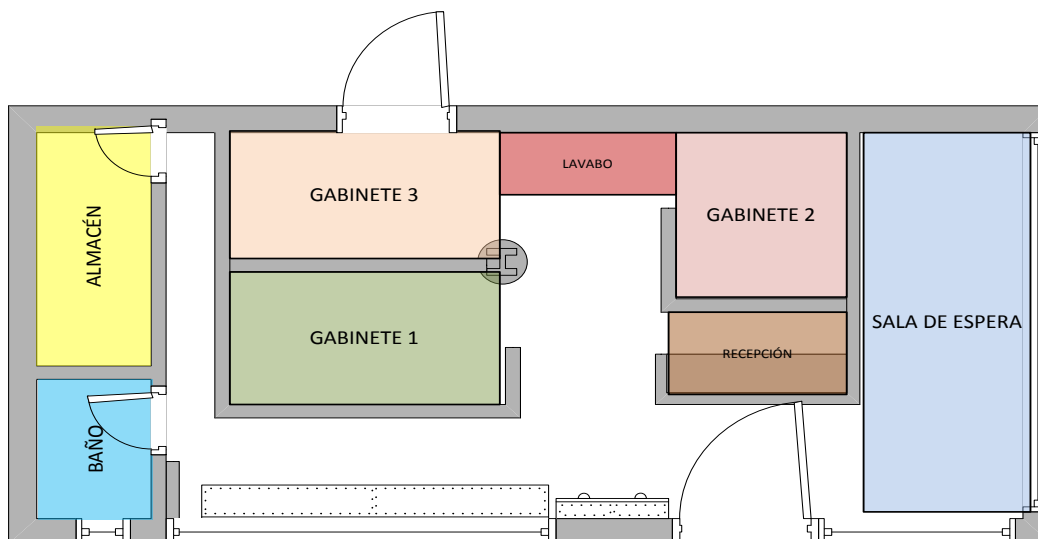 LAVABO
GABINETE 3
GABINETE 2
ALMACÉN
SALA DE ESPERA
GABINETE 1
RECEPCIÓN
BAÑO